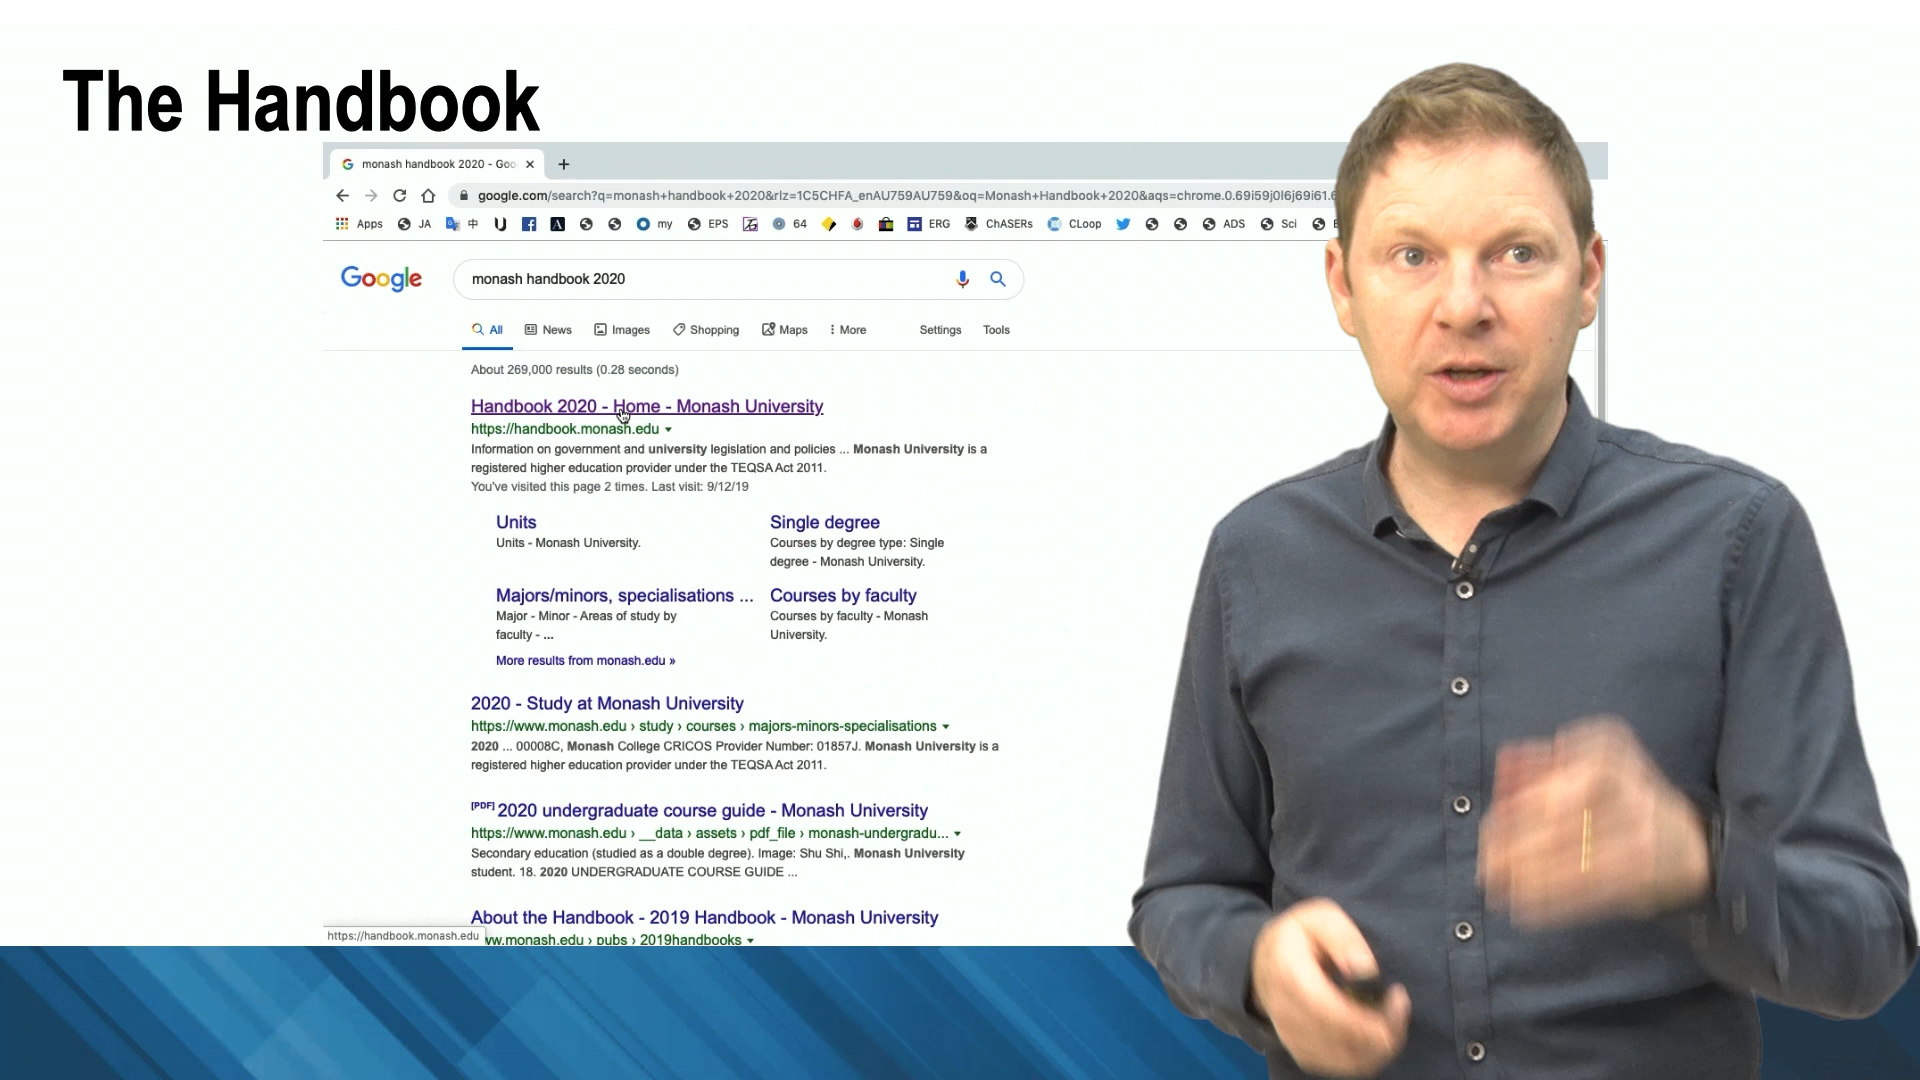 The Handbook
monash handbook 2020 - Goo
google.com/search?q=monash+handbook+2020&rlz=1C5CHFA_enAU759AU759&oq=Monash+Handbook+2020&aqs=chrome.0.69i59j0l6j69i61.6
Apps JA 中 my EPS 64 ERG ChASERs CLoop ADS Sci
Google monash handbook 2020
All News Images Shopping Maps More Settings Tools
About 269,000 results (0.28 seconds)
Handbook 2020 - Home - Monash University
https://handbook.monash.edu
Information on government and university legislation and policies ... Monash University is a
registered higher education provider under the TEQSA Act 2011.
You've visited this page 2 times. Last visit: 9/12/19
Units
Units - Monash University.
Single degree
Courses by degree type: Single
degree - Monash University.
Majors/minors, specialisations ...
Major - Minor - Areas of study by
faculty - ...
Courses by faculty
Courses by faculty - Monash
University.
More results from monash.edu »
2020 - Study at Monash University
https://www.monash.edu › study › courses › majors-minors-specialisations
2020 ... 00008C, Monash College CRICOS Provider Number: 01857J. Monash University is a
registered higher education provider under the TEQSA Act 2011.
[PDF] 2020 undergraduate course guide - Monash University
https://www.monash.edu › __data › assets › pdf_file › monash-undergradu...
Secondary education (studied as a double degree). Image: Shu Shi,. Monash University
student. 18. 2020 UNDERGRADUATE COURSE GUIDE ...
About the Handbook - 2019 Handbook - Monash University
https://handbook.monash.edu
ww.monash.edu › pubs › 2019handbooks